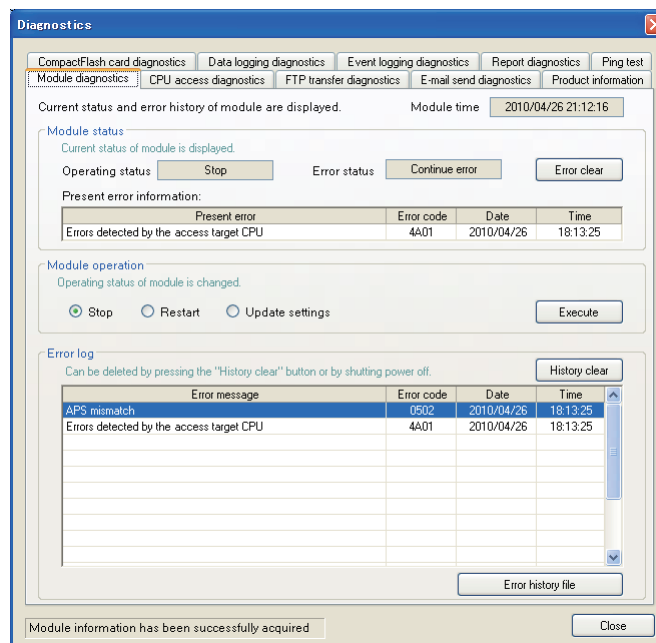 Diagnostics
CompactFlash card diagnostics Data logging diagnostics Event logging diagnostics Report diagnostics Ping test
Module diagnostics CPU access diagnostics FTP transfer diagnostics E-mail send diagnostics Product information
Current status and error history of module are displayed. Module time 2010/04/26 21:12:16
Module status
Current status of module is displayed.
Operating status Stop Error status Continue error Error clear
Present error information:
Present error Error code Date Time
Errors detected by the access target CPU 4A01 2010/04/26 18:13:25
Module operation
Operating status of module is changed.
Stop Restart Update settings Execute
Error log
Can be deleted by pressing the "History clear" button or by shutting power off. History clear
Error message Error code Date Time
APS mismatch 0502 2010/04/26 18:13:25
Errors detected by the access target CPU 4A01 2010/04/26 18:13:25
Error history file
Module information has been successfully acquired Close